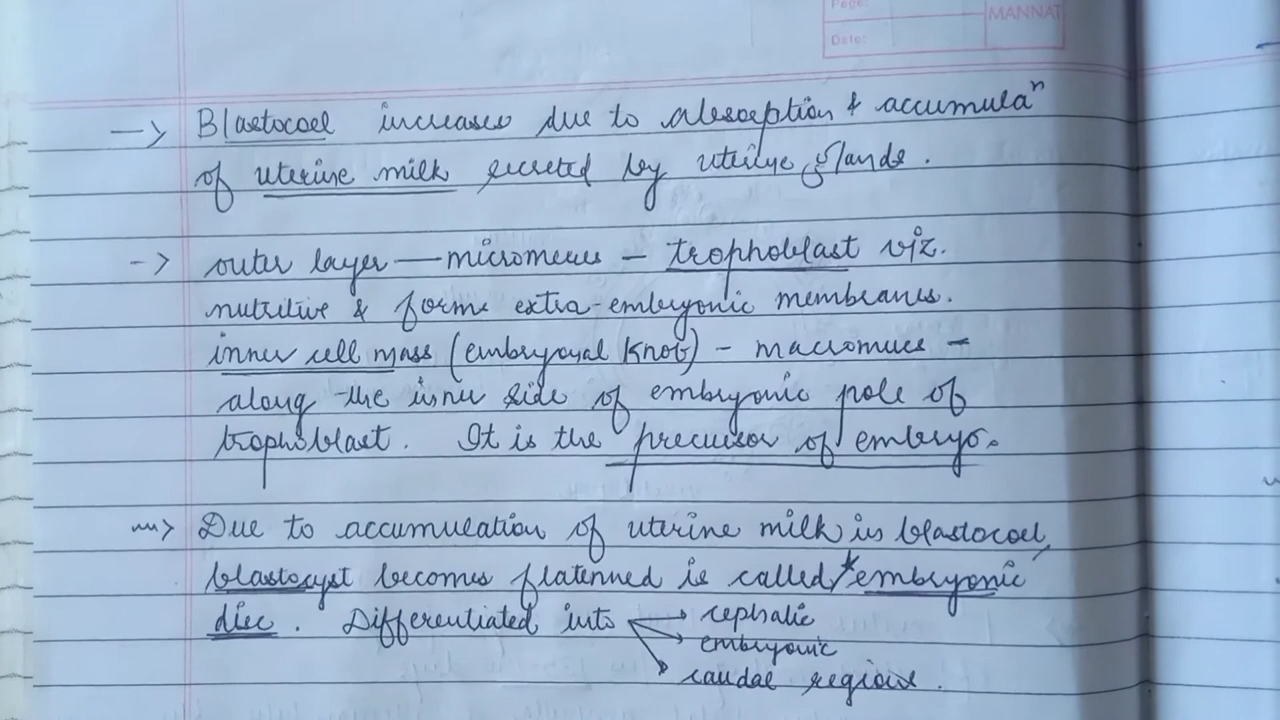 Page:
MANNAT
Date:
—> Blastocoel increases due to absorption & accumulaⁿ
of uterine milk secreted by uterine glands.
-> outer layer — micromeres — trophoblast viz.
nutritive & forms extra-embryonic membranes.
inner cell mass (embryonal knob) - macromeres -
along the inner side of embryonic pole of
trophoblast. It is the precursor of embryo.
~> Due to accumulation of uterine milk in blastocoel,
blastocyst becomes flatenned is called *embryonic
disc. Differentiated into → cephalic
→ embryonic
→ caudal regions.